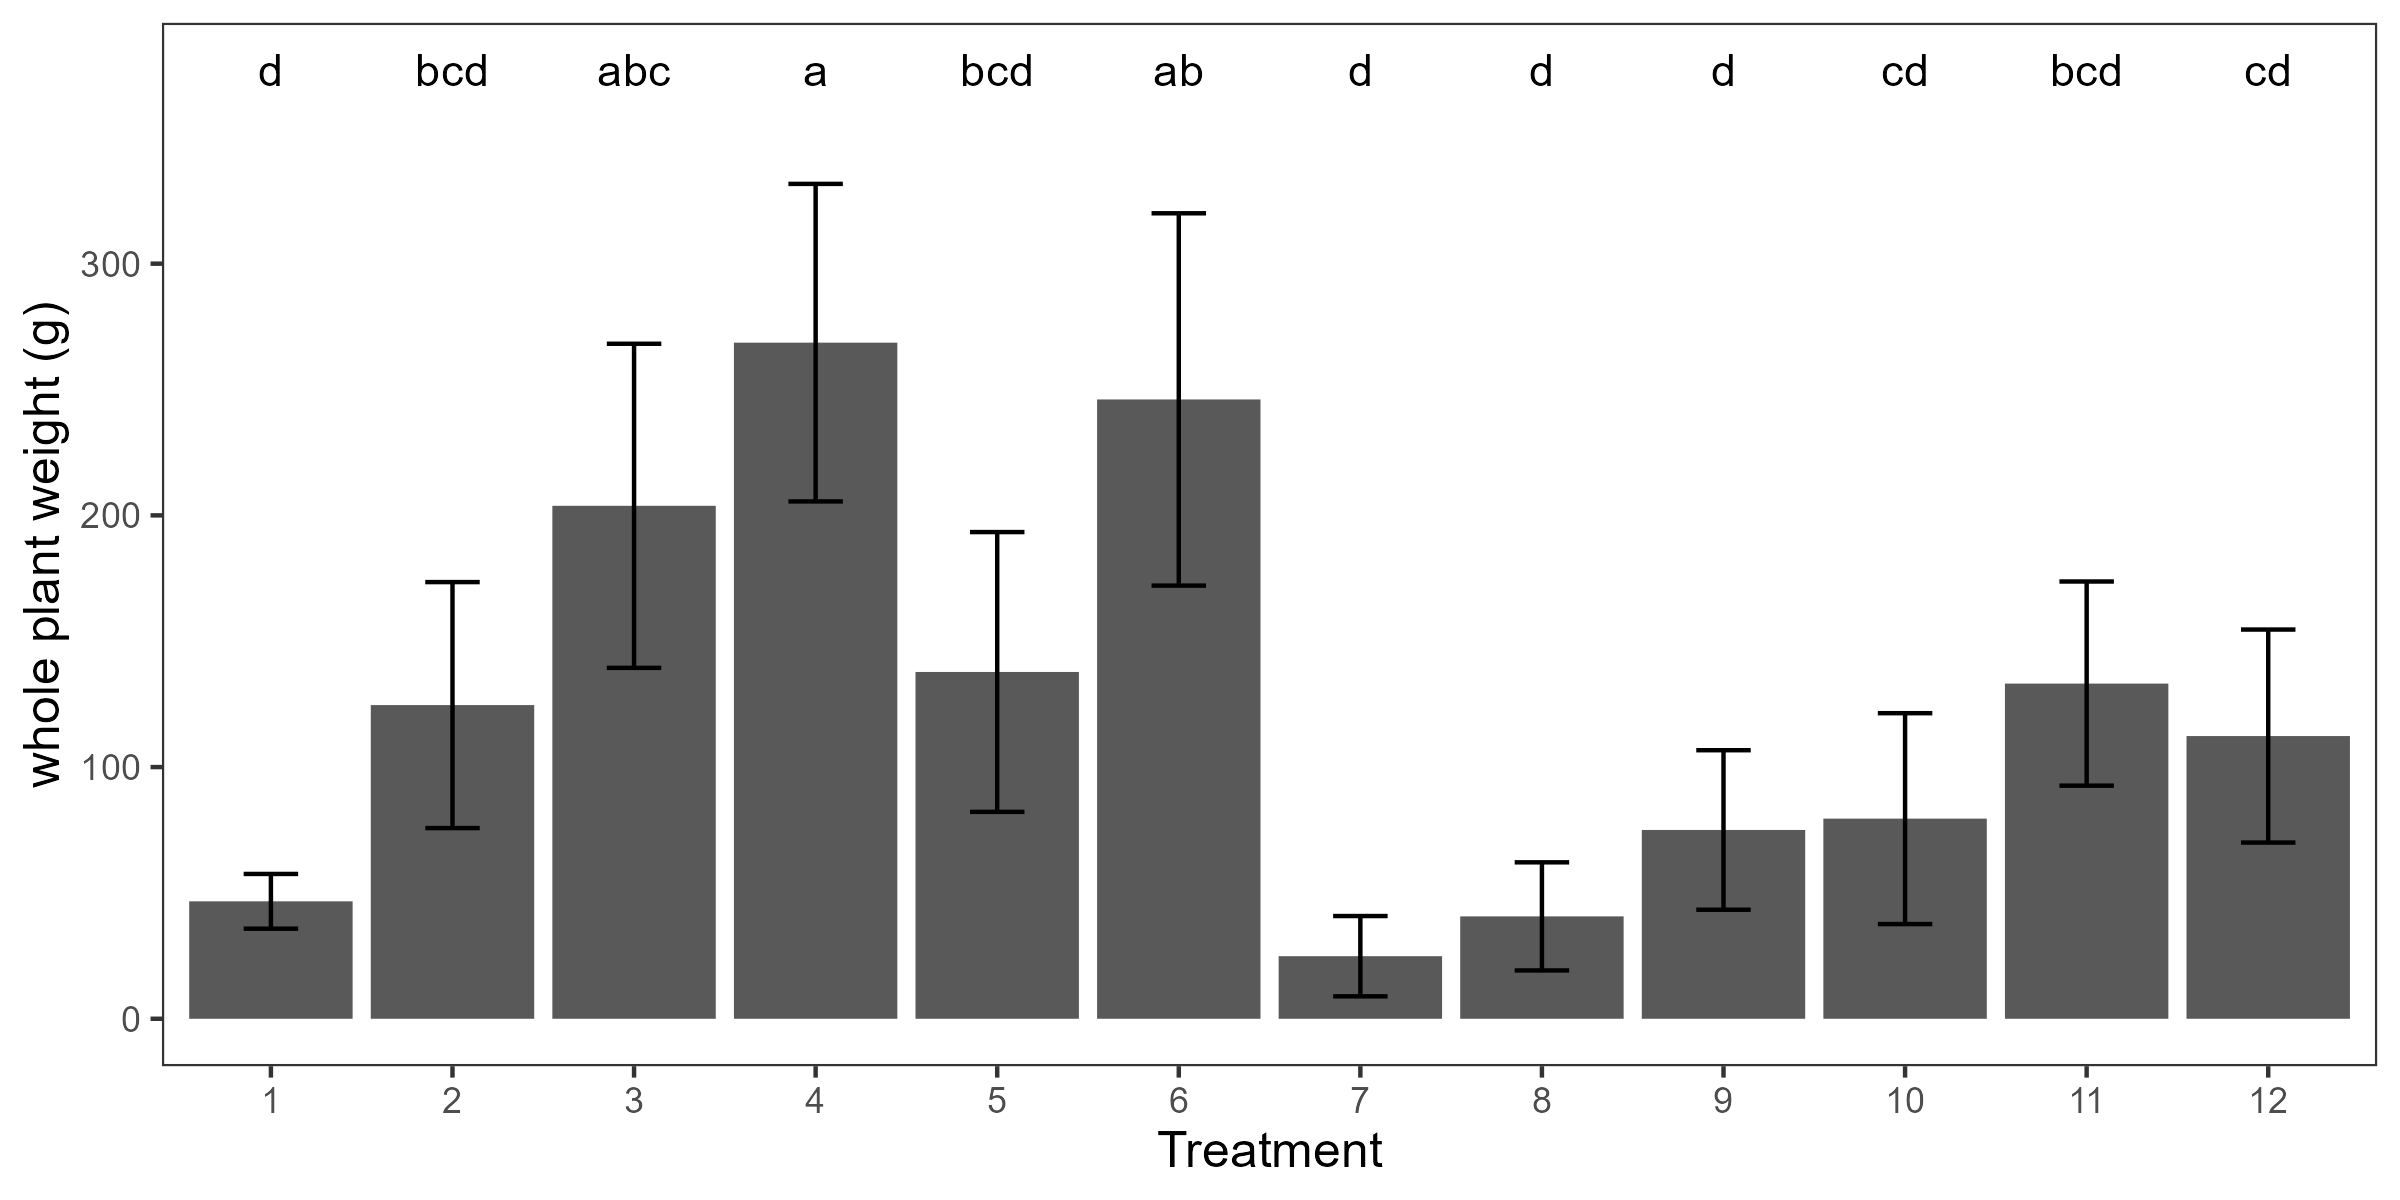 d bcd abc a bcd ab d d d cd bcd cd
300
200
100
0
whole plant weight (g)
1 2 3 4 5 6 7 8 9 10 11 12
Treatment